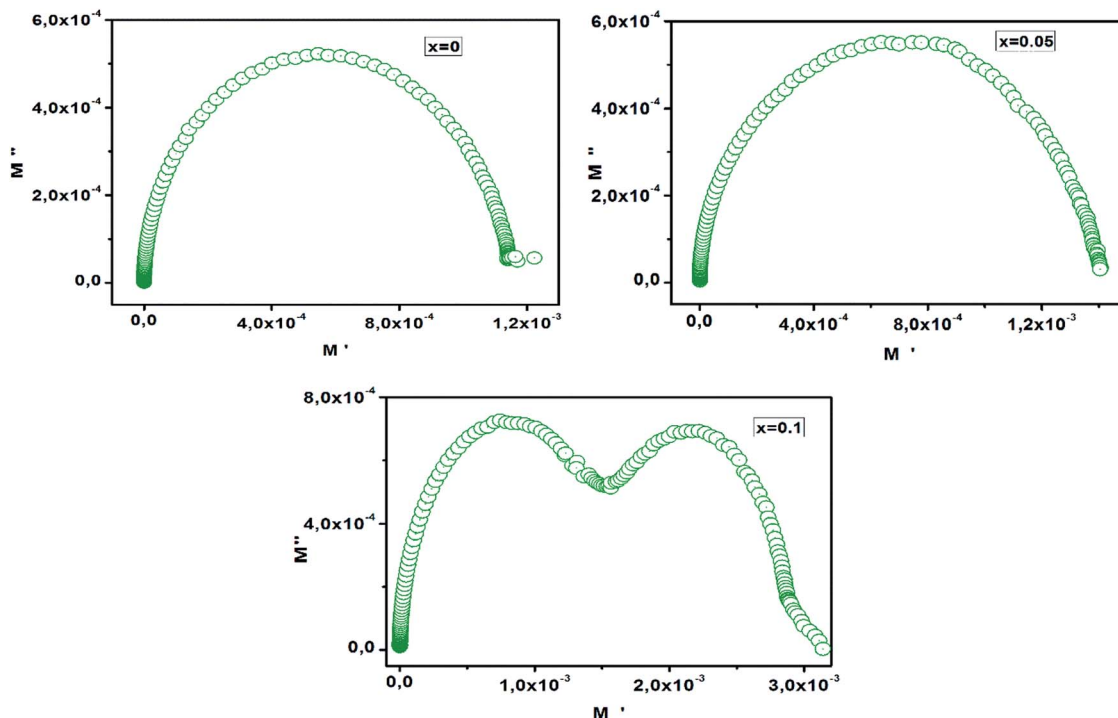 6,0x10⁻⁴
x=0
4,0x10⁻⁴
M "
2,0x10⁻⁴
0,0
0,0
4,0x10⁻⁴
8,0x10⁻⁴
1,2x10⁻³
M '
6,0x10⁻⁴
x=0.05
4,0x10⁻⁴
M "
2,0x10⁻⁴
0,0
0,0
4,0x10⁻⁴
8,0x10⁻⁴
1,2x10⁻³
M '
8,0x10⁻⁴
x=0.1
4,0x10⁻⁴
M"
0,0
0,0
1,0x10⁻³
2,0x10⁻³
3,0x10⁻³
M '